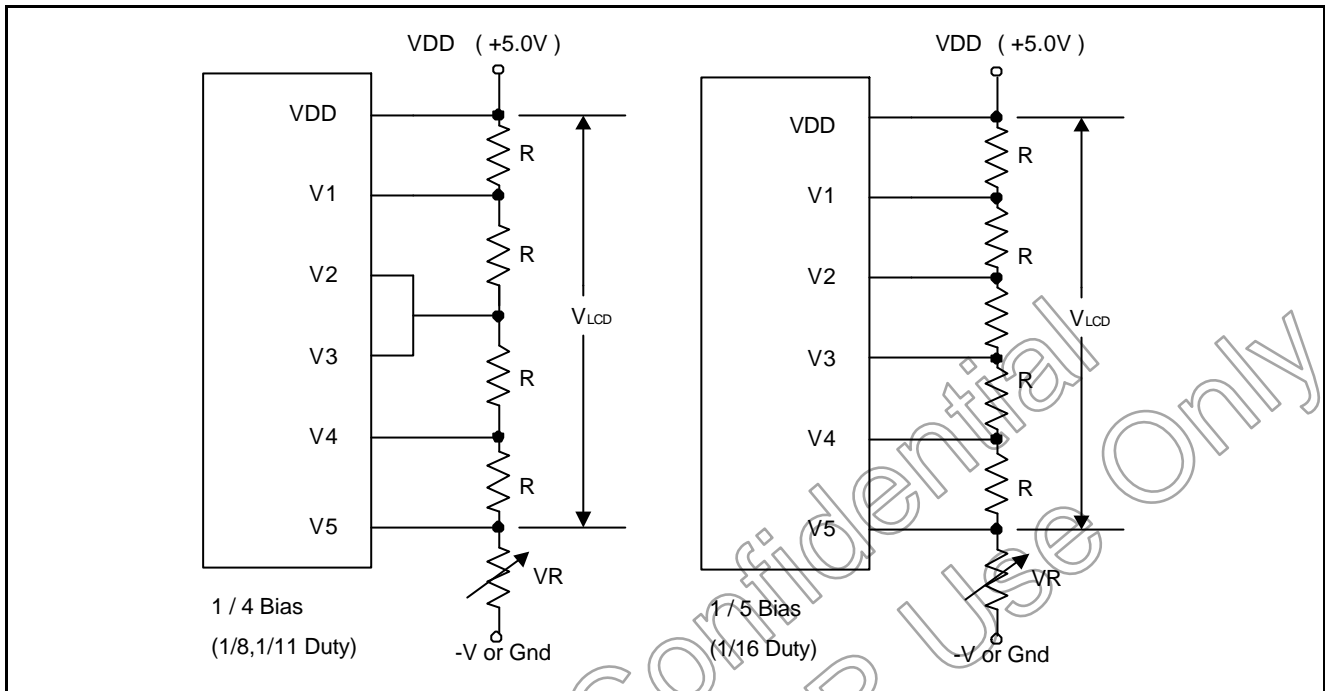 VDD ( +5.0V )
VDD
R
V1
R
V2
VLCD
V3
R
V4
R
V5
VR
1 / 4 Bias
(1/8,1/11 Duty)
-V or Gnd
VDD ( +5.0V )
VDD
R
V1
R
V2
VLCD
V3
R
V4
R
V5
VR
1 / 5 Bias
(1/16 Duty)
-V or Gnd
Confidential
Use Only